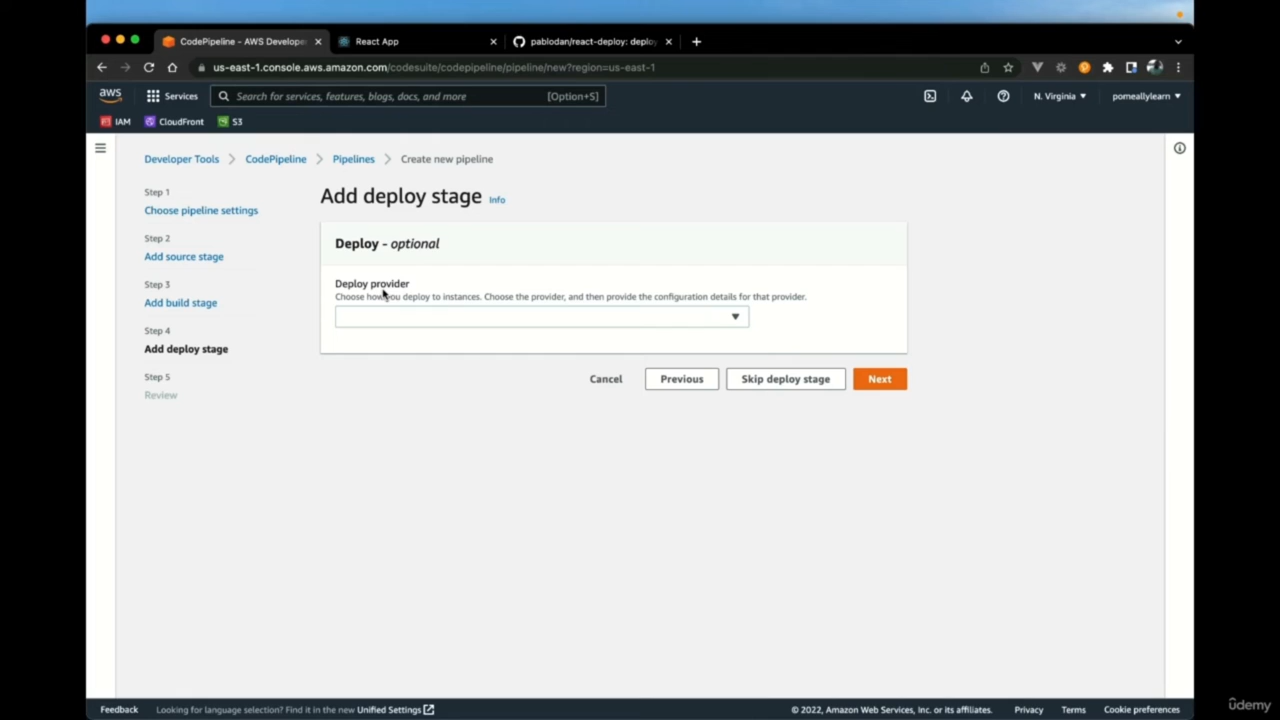 CodePipeline - AWS Develope
React App
pablodan/react-deploy: deploy
us-east-1.console.aws.amazon.com/codesuite/codepipeline/pipeline/new?region=us-east-1
aws
Services
Search for services, features, blogs, docs, and more
[Option+S]
N. Virginia
pomeallylearn
IAM
CloudFront
S3
Developer Tools
CodePipeline
Pipelines
Create new pipeline
Step 1
Choose pipeline settings
Step 2
Add source stage
Step 3
Add build stage
Step 4
Add deploy stage
Step 5
Review
Add deploy stage Info
Deploy - optional
Deploy provider
Choose how you deploy to instances. Choose the provider, and then provide the configuration details for that provider.
Cancel
Previous
Skip deploy stage
Next
Feedback
Looking for language selection? Find it in the new Unified Settings
© 2022, Amazon Web Services, Inc. or its affiliates.
Privacy
Terms
Cookie preferences
ûdemy